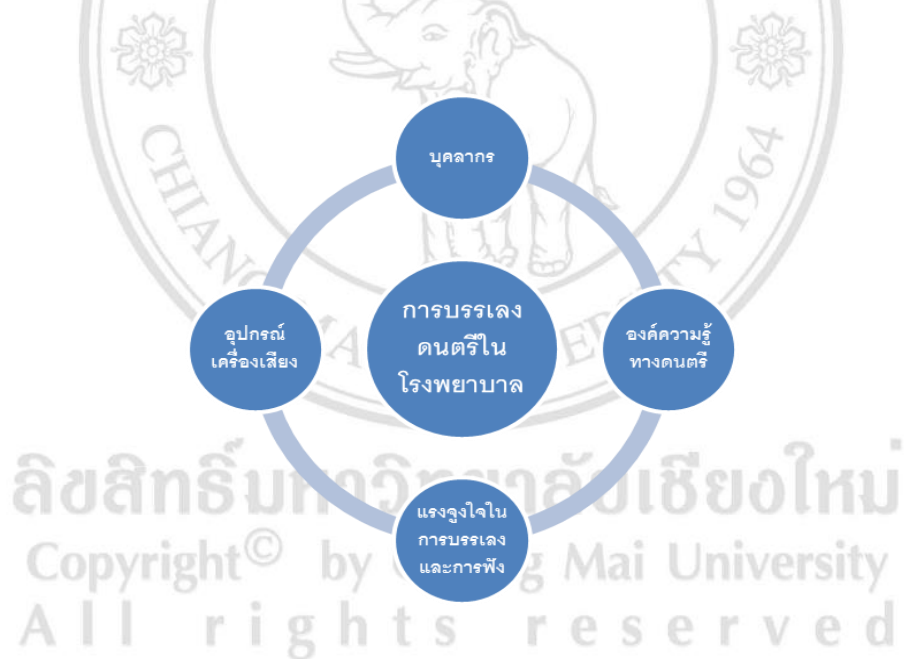 บุคลากร
การบรรเลง
ดนตรีใน
โรงพยาบาล
อุปกรณ์
เครื่องเสียง
องค์ความรู้
ทางดนตรี
แรงจูงใจใน
การบรรเลง
และการฟัง
CHIANG MAI UNIVERSITY 1964
ลิขสิทธิ์มหาวิทยาลัยเชียงใหม่
Copyright© by Chiang Mai University
All rights reserved